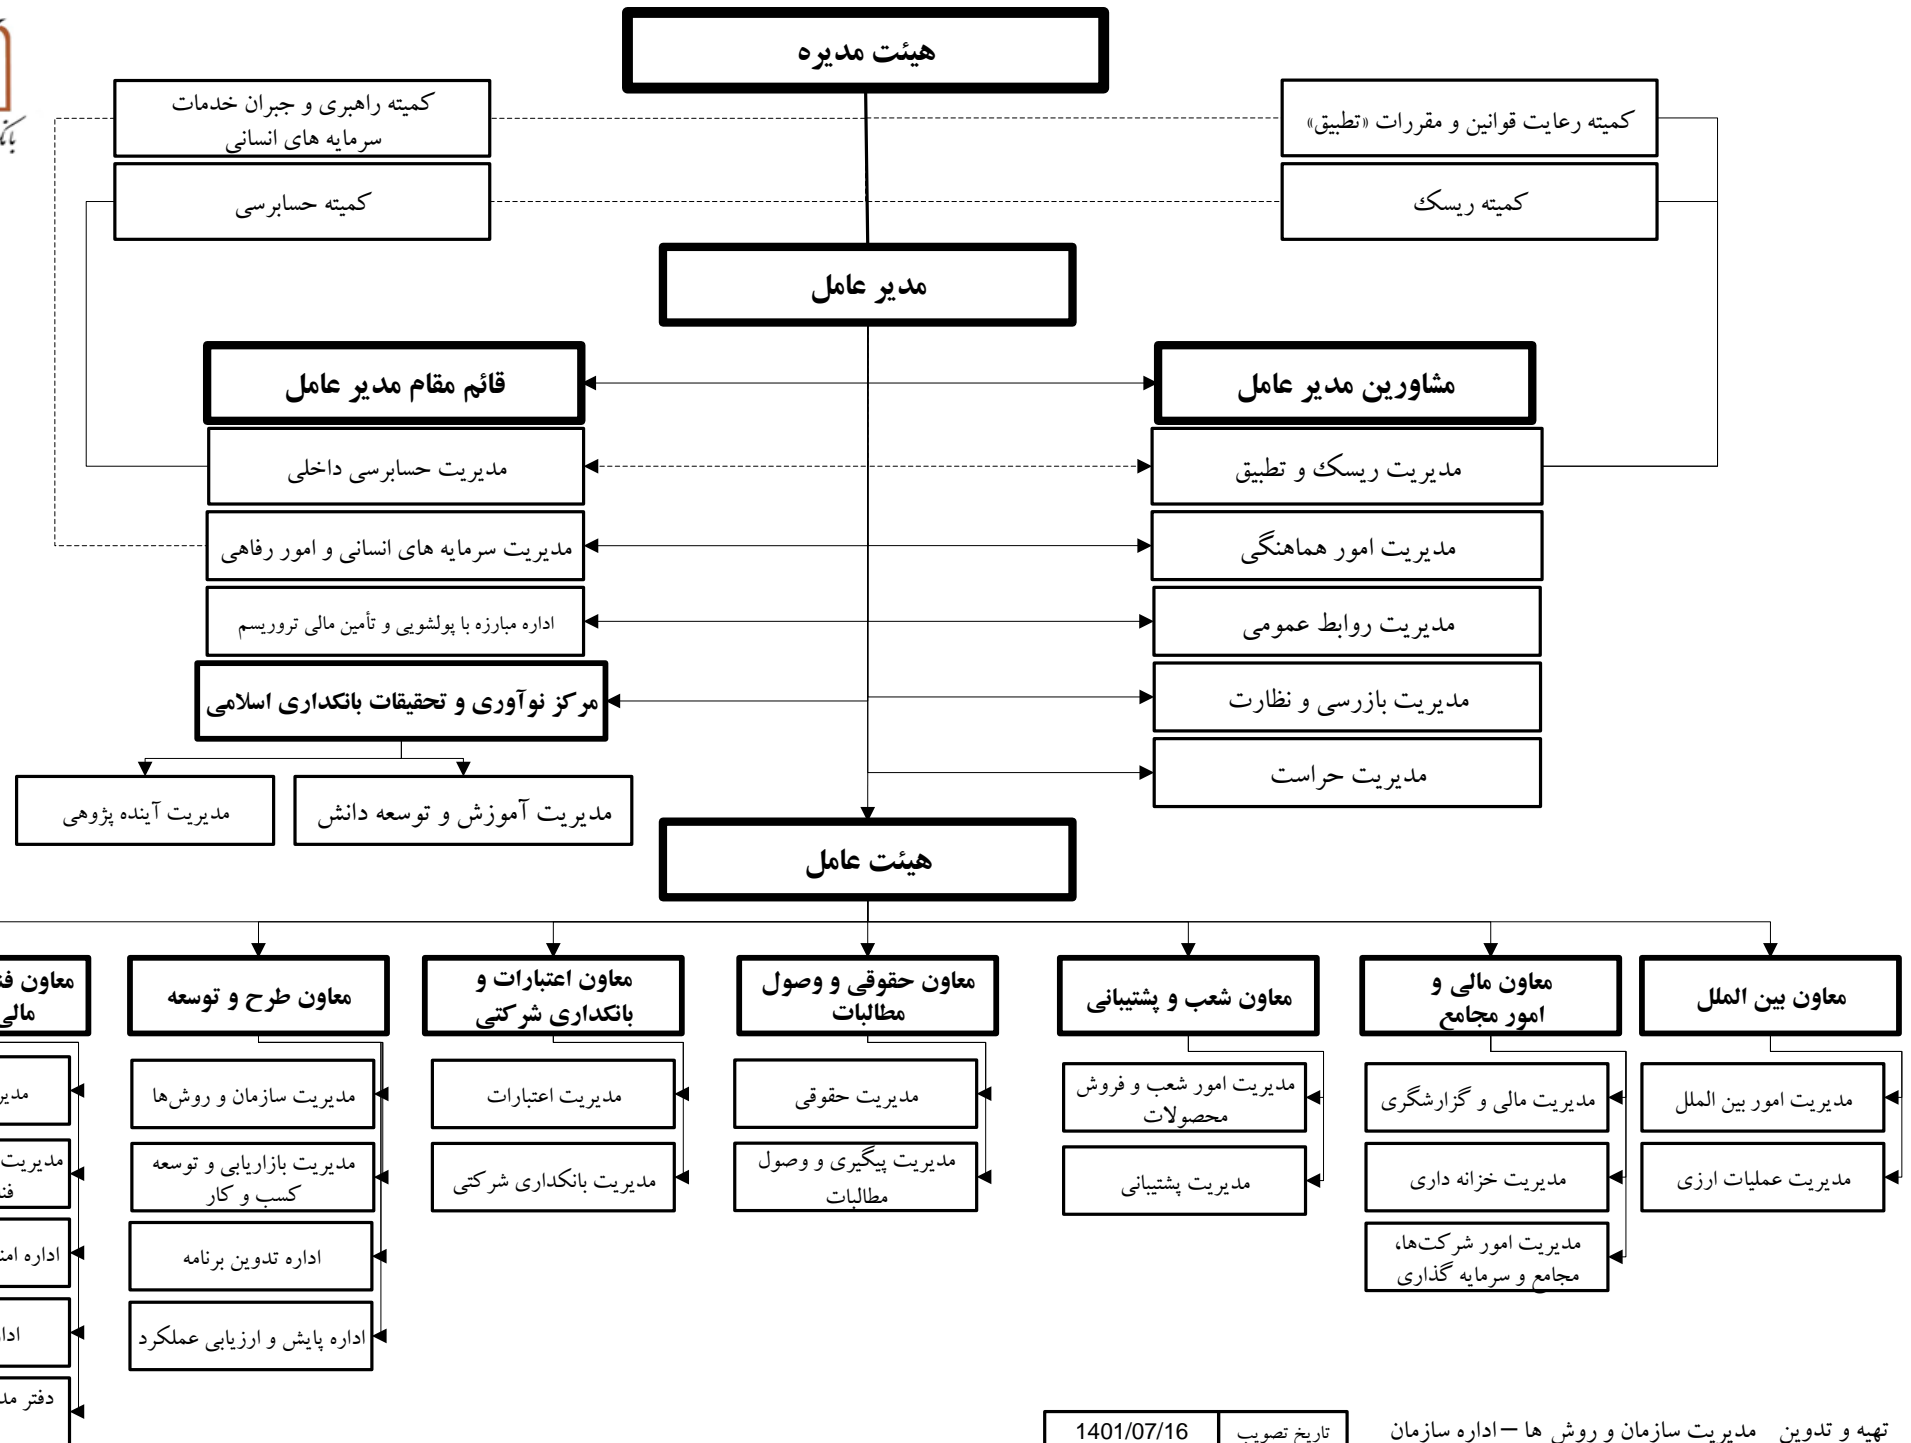 هیئت مدیره
کمیته رعایت قوانین و مقررات «تطبیق»
کمیته راهبری و جبران خدمات
سرمایه های انسانی
کمیته ریسک
کمیته حسابرسی
مدیر عامل
مشاورین مدیر عامل
قائم مقام مدیر عامل
مدیریت ریسک و تطبیق
مدیریت حسابرسی داخلی
مدیریت امور هماهنگی
مدیریت سرمایه های انسانی و امور رفاهی
مدیریت روابط عمومی
اداره مبارزه با پولشویی و تأمین مالی تروریسم
مدیریت بازرسی و نظارت
مرکز نوآوری و تحقیقات بانکداری اسلامی
مدیریت حراست
مدیریت آموزش و توسعه دانش
مدیریت آینده پژوهی
هیئت عامل
معاون بین الملل
مدیریت امور بین الملل
مدیریت عملیات ارزی
معاون مالی و
امور مجامع
مدیریت مالی و گزارشگری
مدیریت خزانه داری
مدیریت امور شرکت‌ها،
مجامع و سرمایه گذاری
معاون شعب و پشتیبانی
مدیریت امور شعب و فروش
محصولات
مدیریت پشتیبانی
معاون حقوقی و وصول
مطالبات
مدیریت حقوقی
مدیریت پیگیری و وصول
مطالبات
معاون اعتبارات و
بانکداری شرکتی
مدیریت اعتبارات
مدیریت بانکداری شرکتی
معاون طرح و توسعه
مدیریت سازمان و روش‌ها
مدیریت بازاریابی و توسعه
کسب و کار
اداره تدوین برنامه
اداره پایش و ارزیابی عملکرد
معاون
مالی
مدیریت
اداره
دفتر
تهیه و تدوین مدیریت سازمان و روش ها – اداره سازمان
تاریخ تصویب 1401/07/16